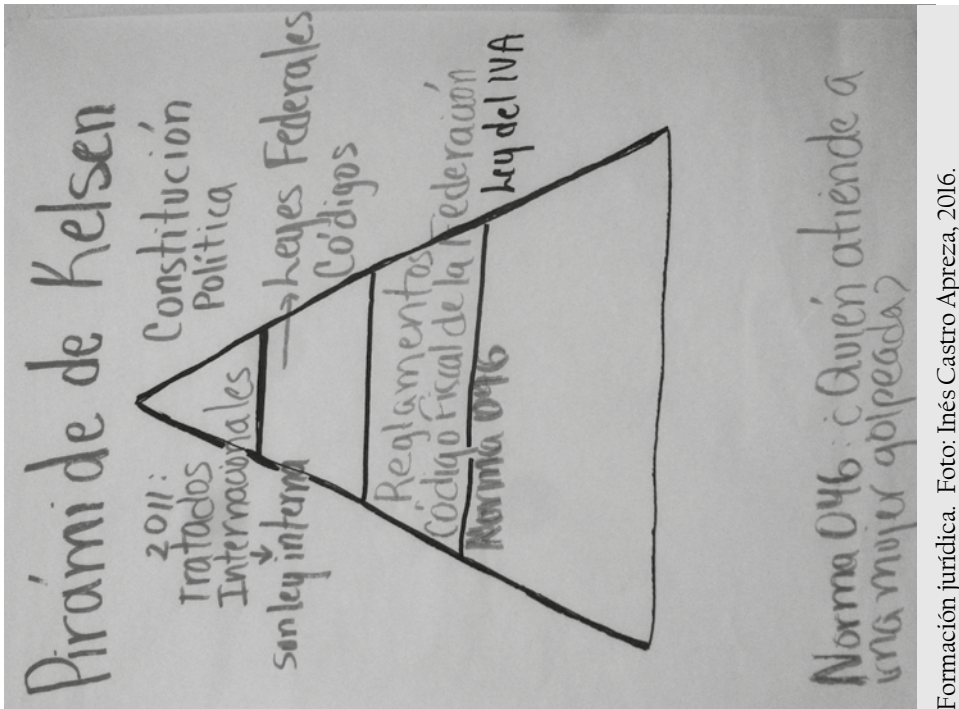 Pirámide de Kelsen
Constitución
Política
2011:
Tratados
Internacionales
↓
son ley interna
→ Leyes Federales
Códigos
Reglamentos
Código Fiscal de la Federación
Ley del IVA
Norma 046
Norma 046: ¿Quién atiende a
una mujer golpeada?
Formación jurídica. Foto: Inés Castro Apreza, 2016.